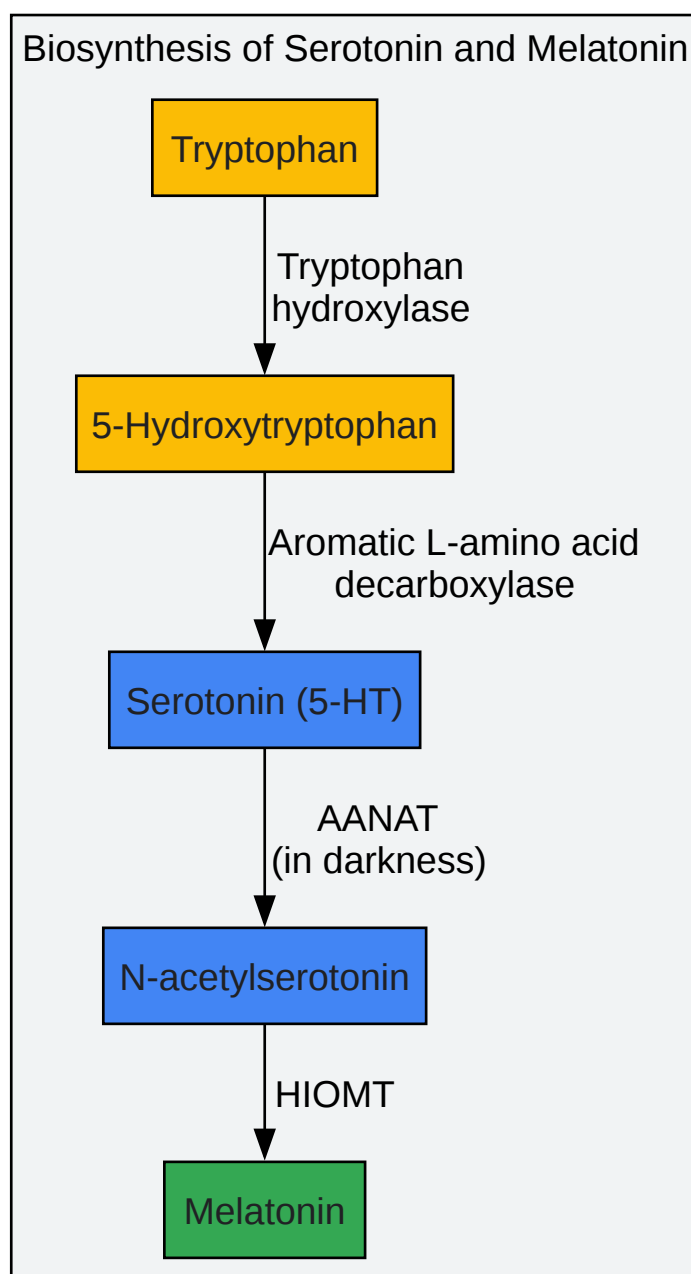 Biosynthesis of Serotonin and Melatonin
Tryptophan
Tryptophan
hydroxylase
5-Hydroxytryptophan
Aromatic L-amino acid
decarboxylase
Serotonin (5-HT)
AANAT
(in darkness)
N-acetylserotonin
HIOMT
Melatonin